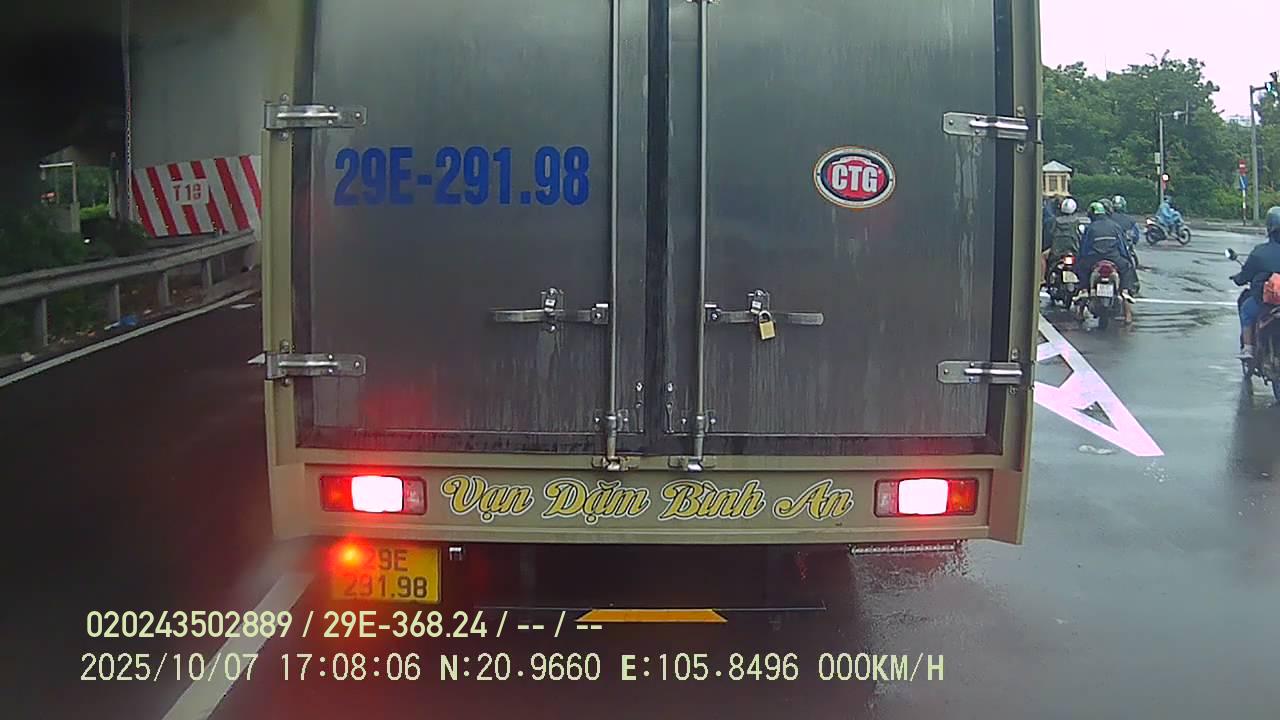 T1
29E-291.98
CTG
Vạn Dặm Bình An
29E
291.98
020243502889 / 29E-368.24 / -- / --
2025/10/07 17:08:06 N:20.9660 E:105.8496 000KM/H